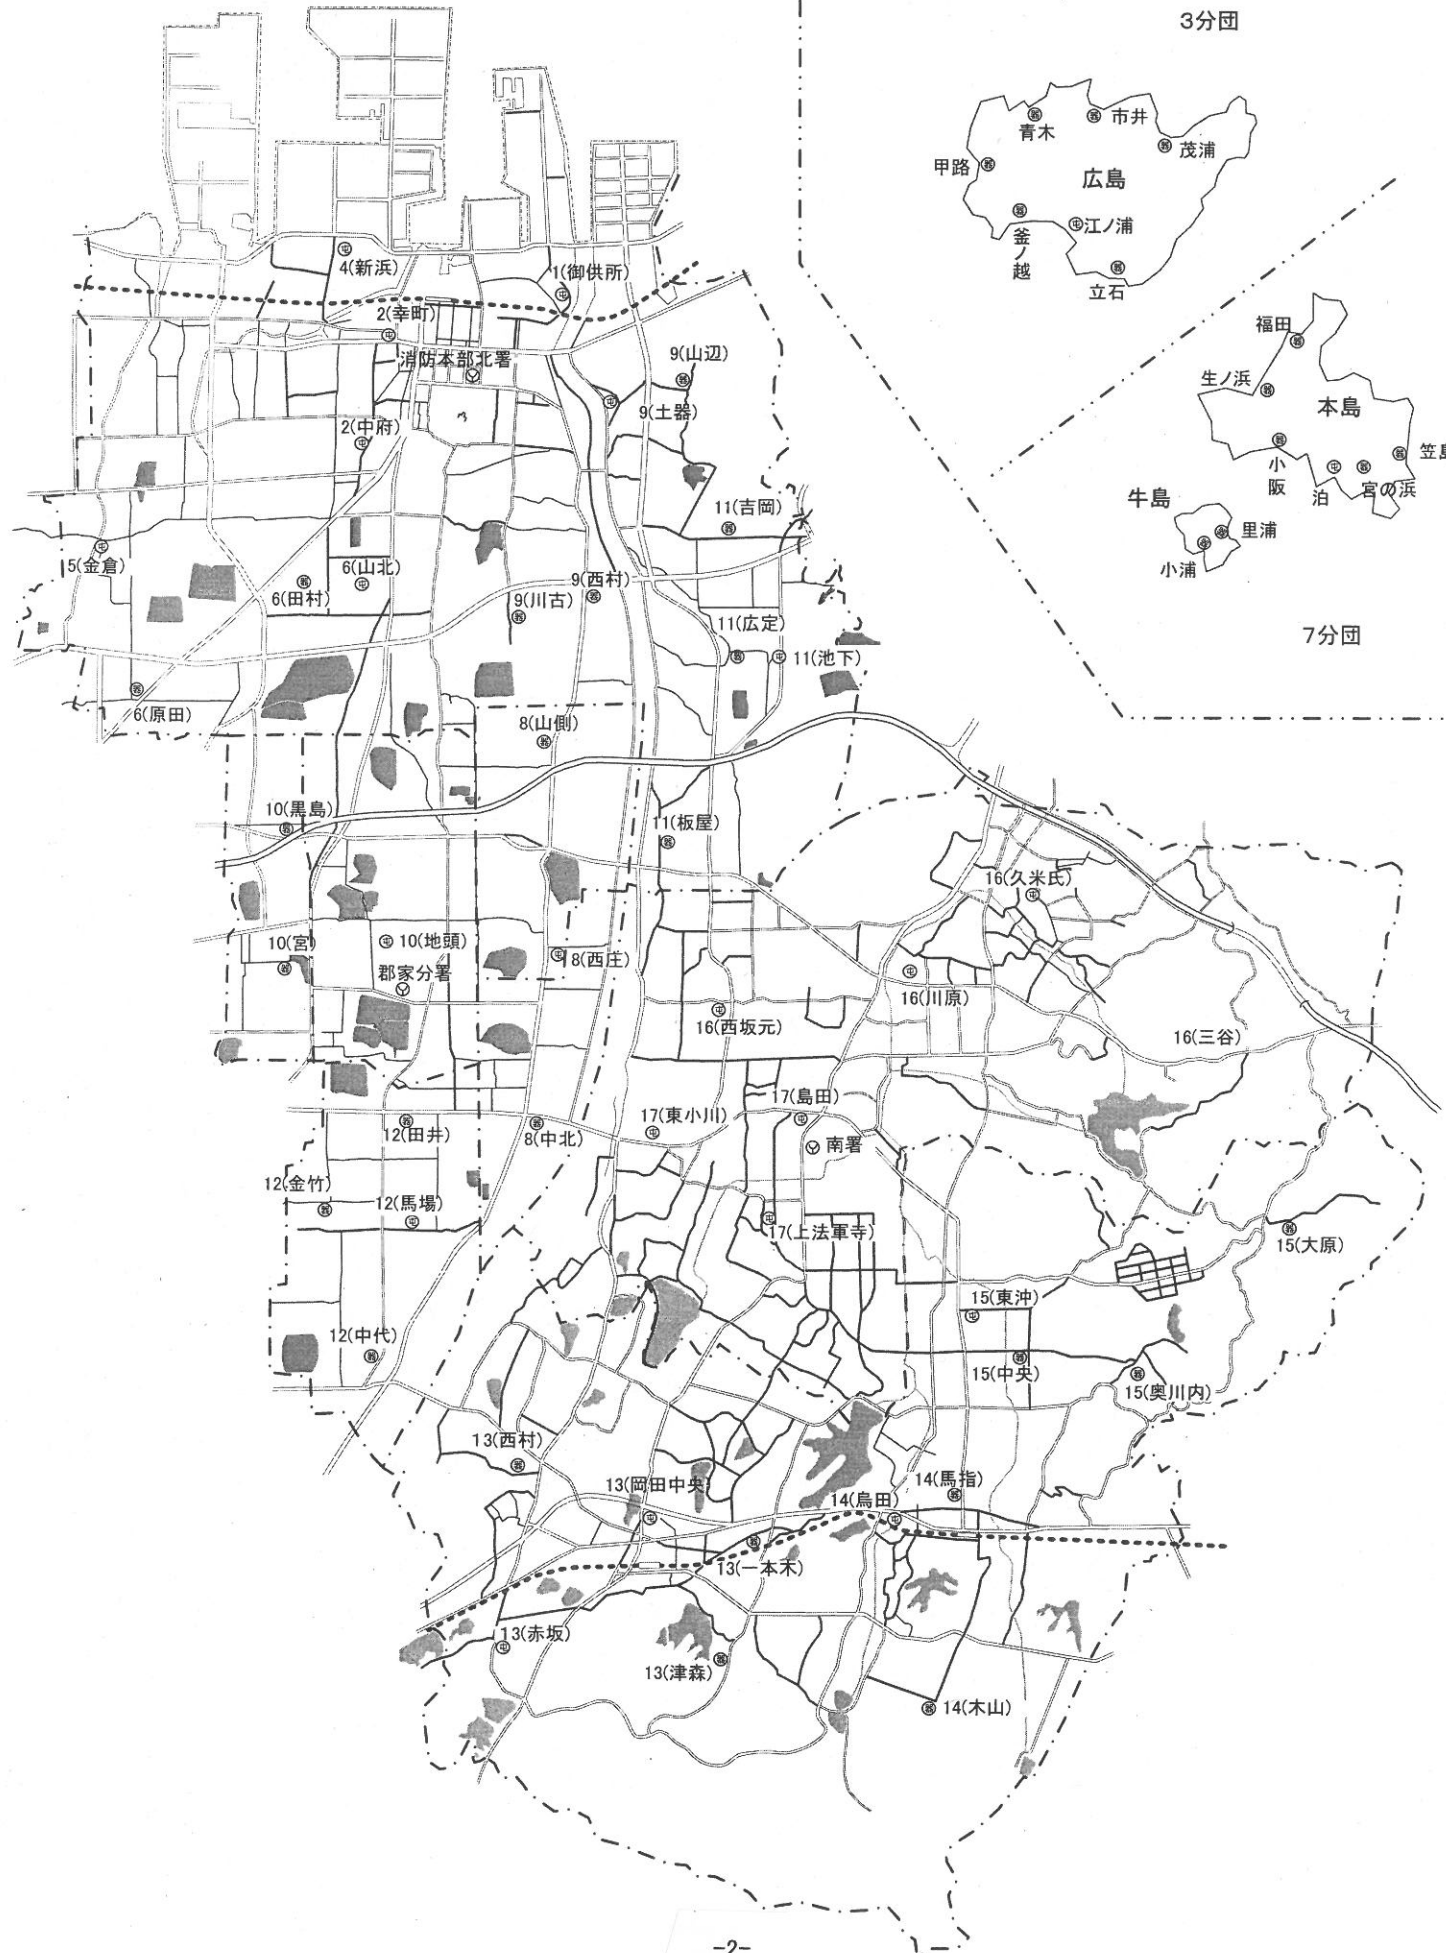 3分団
青木
市井
茂浦
甲路
広島
釜ノ越
江ノ浦
立石
福田
生ノ浜
本島
小阪
泊
宮の浜
牛島
里浦
小浦
7分団
4(新浜)
1(御供所)
2(幸町)
消防本部北署
9(山辺)
9(土器)
2(中府)
11(吉岡)
5(金倉)
6(山北)
6(田村)
9(西村)
9(川古)
11(広定)
11(池下)
6(原田)
8(山側)
10(黒島)
11(板屋)
16(久米氏)
10(宮)
10(地頭)
郡家分署
8(西庄)
16(川原)
16(西坂元)
16(三谷)
12(田井)
8(中北)
17(東小川)
17(島田)
南署
12(金竹)
12(馬場)
17(上法軍寺)
15(大原)
15(東沖)
12(中代)
15(中央)
15(奥川内)
13(西村)
13(岡田中央)
14(馬指)
14(鳥田)
13(一本木)
13(赤坂)
13(津森)
14(木山)
-2-